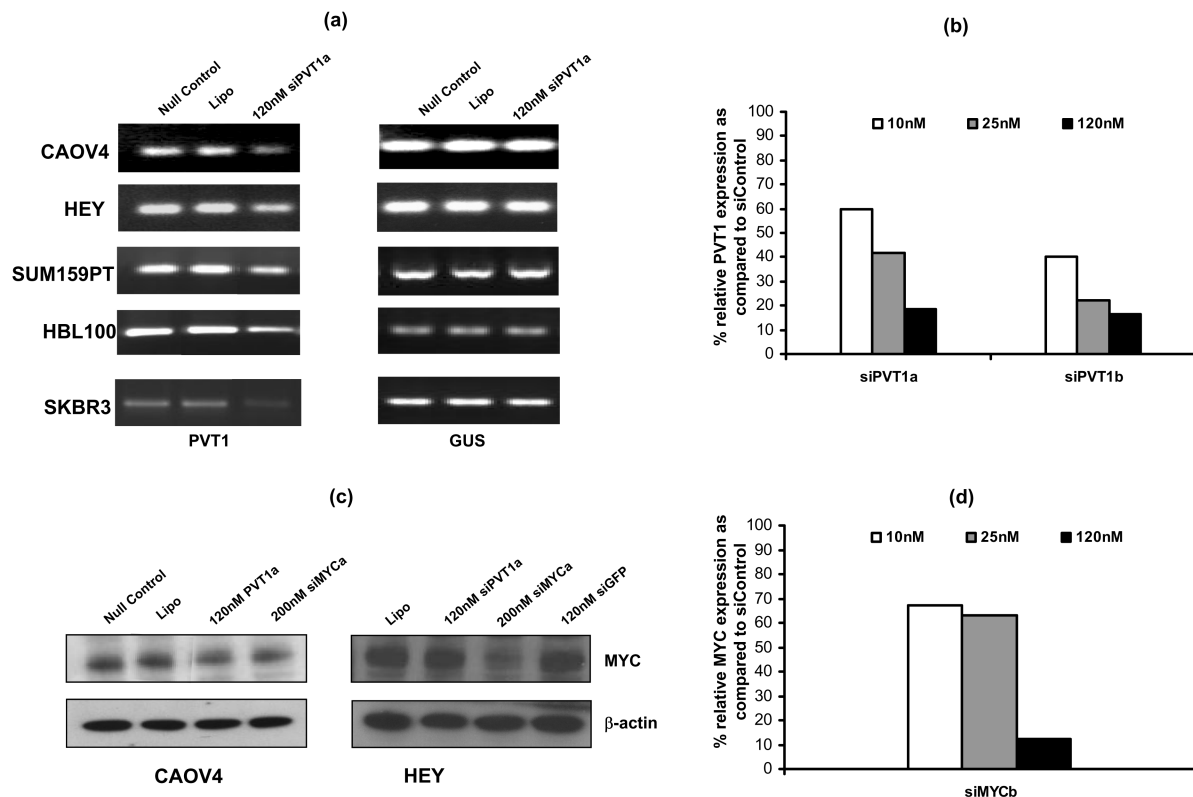 (a)
Null Control
Lipo
120nM siPVT1a
Null Control
Lipo
120nM siPVT1a
CAOV4
HEY
SUM159PT
HBL100
SKBR3
PVT1
GUS
(b)
% relative PVT1 expression as
compared to siControl
100
90
80
70
60
50
40
30
20
10
0
10nM
25nM
120nM
siPVT1a
siPVT1b
(c)
Null Control
Lipo
120nM PVT1a
200nM siMYCa
Lipo
120nM siPVT1a
200nM siMYCa
120nM siGFP
MYC
β-actin
CAOV4
HEY
(d)
% relative MYC expression as
compared to siControl
100
90
80
70
60
50
40
30
20
10
0
10nM
25nM
120nM
siMYCb